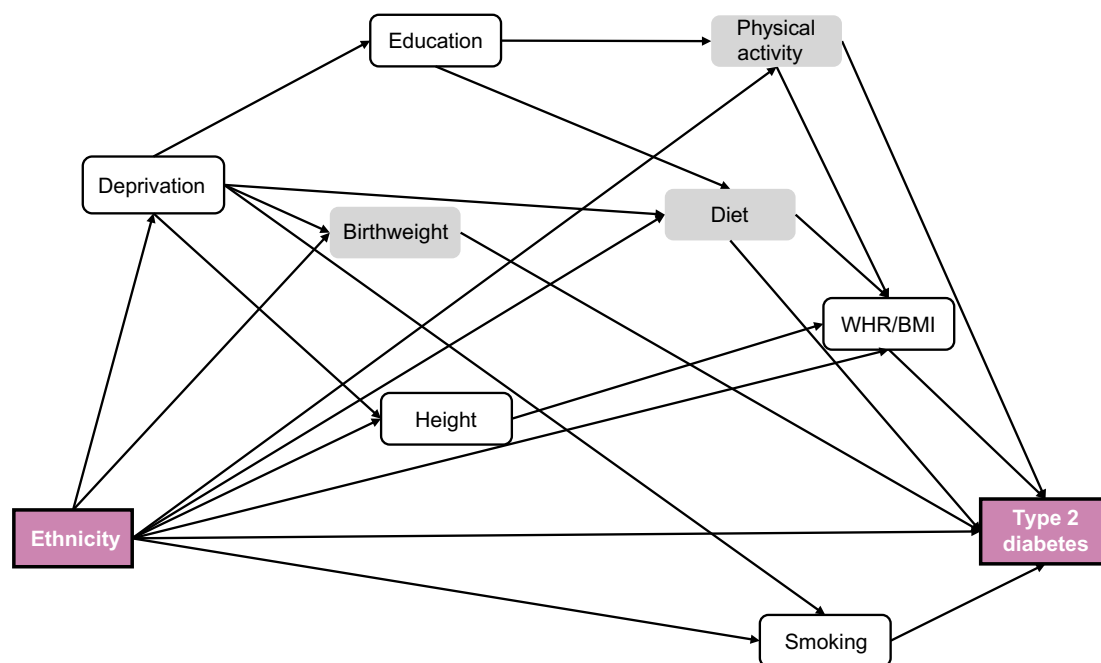 Education
Physical
activity
Deprivation
Birthweight
Diet
WHR/BMI
Height
Ethnicity
Type 2
diabetes
Smoking